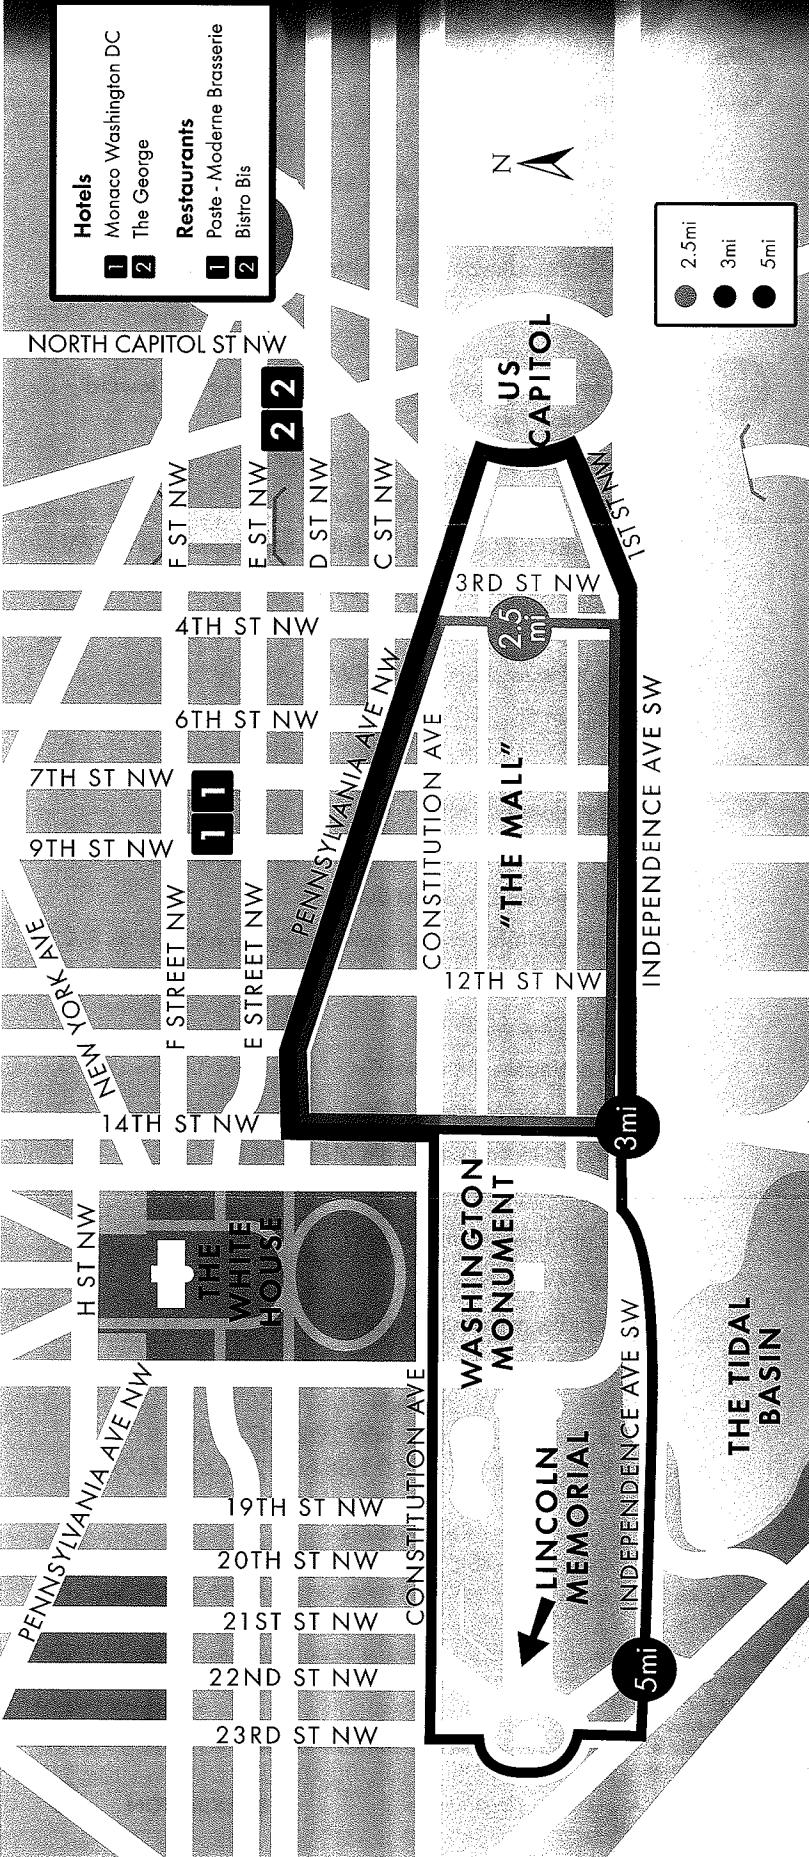 Hotels
1 Monaco Washington DC
2 The George
Restaurants
1 Poste - Moderne Brasserie
2 Bistro Bis
N
2.5mi
3mi
5mi
NORTH CAPITOL ST NW
2 2
US
CAPITOL
F ST NW
E ST NW
D ST NW
C ST NW
1ST ST NW
3RD ST NW
4TH ST NW
2.5
mi
6TH ST NW
PENNSYLVANIA AVE NW
7TH ST NW
1 1
9TH ST NW
CONSTITUTION AVE
"THE MALL"
INDEPENDENCE AVE SW
NEW YORK AVE
F STREET NW
E STREET NW
12TH ST NW
14TH ST NW
3mi
H ST NW
THE
WHITE
HOUSE
WASHINGTON
MONUMENT
THE TIDAL
BASIN
PENNSYLVANIA AVE NW
CONSTITUTION AVE
LINCOLN
MEMORIAL
INDEPENDENCE AVE SW
19TH ST NW
20TH ST NW
21ST ST NW
22ND ST NW
23RD ST NW
5mi